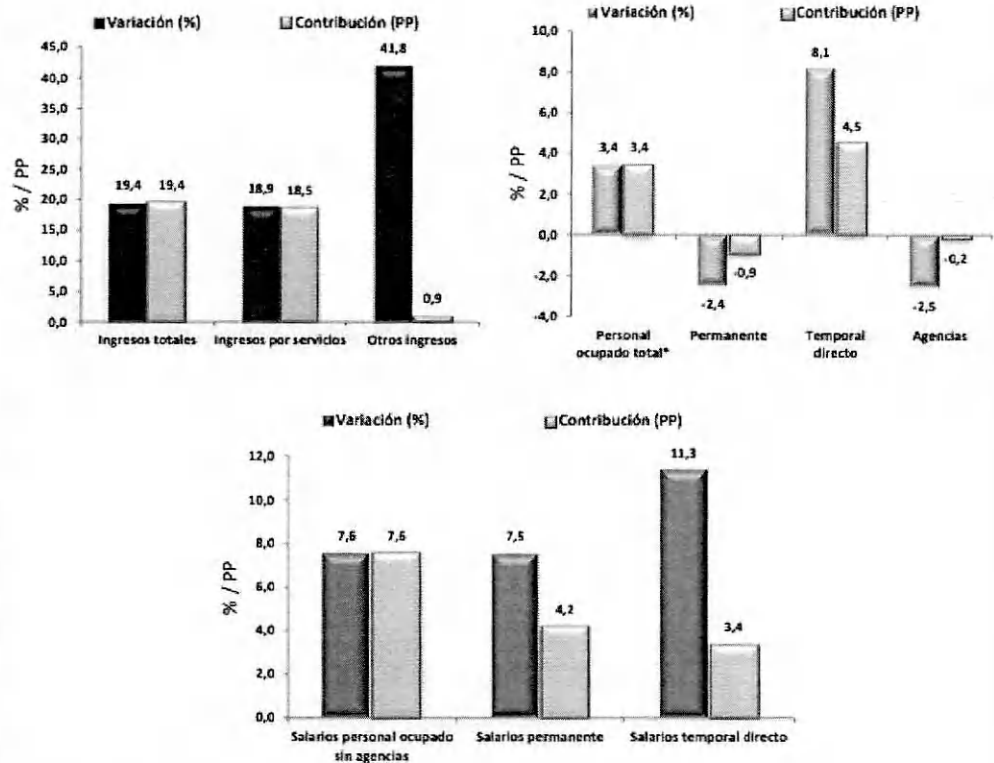 Variación (%) Contribución (PP)
45,0
40,0
35,0
30,0
25,0
20,0
15,0
10,0
5,0
0,0
% / PP
19,4 19,4 18,9 18,5 41,8 0,9
Ingresos totales Ingresos por servicios Otros ingresos
Variación (%) Contribución (PP)
10,0
8,0
6,0
4,0
2,0
0,0
-2,0
-4,0
% / PP
3,4 3,4 -2,4 -0,9 8,1 4,5 -2,5 -0,2
Personal Permanente Temporal Agencias
ocupado total* directo
Variación (%) Contribución (PP)
12,0
10,0
8,0
6,0
4,0
2,0
0,0
% / PP
7,6 7,6 7,5 4,2 11,3 3,4
Salarios personal ocupado Salarios permanente Salarios temporal directo
sin agencias